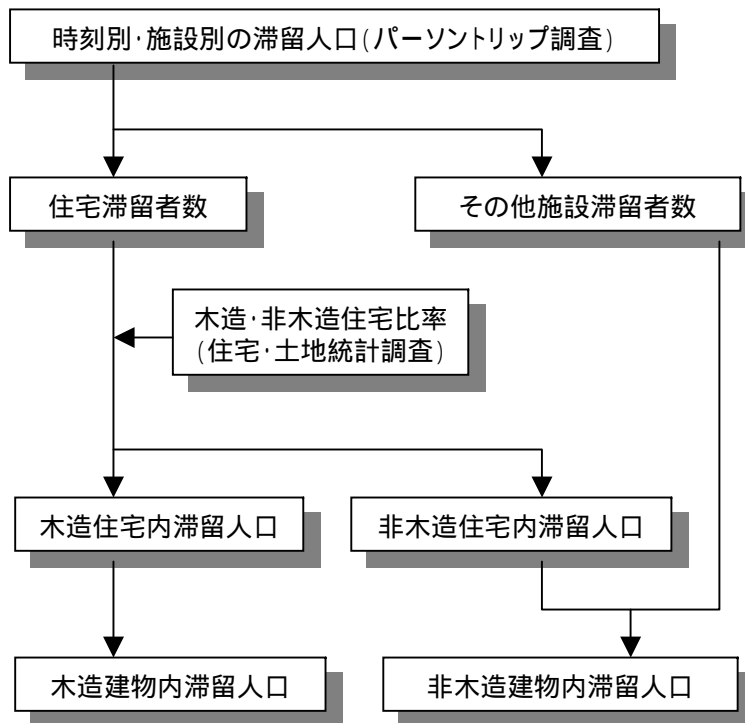 時刻別･施設別の滞留人口(パーソントリップ調査)
住宅滞留者数
その他施設滞留者数
木造･非木造住宅比率
(住宅･土地統計調査)
木造住宅内滞留人口
非木造住宅内滞留人口
木造建物内滞留人口
非木造建物内滞留人口